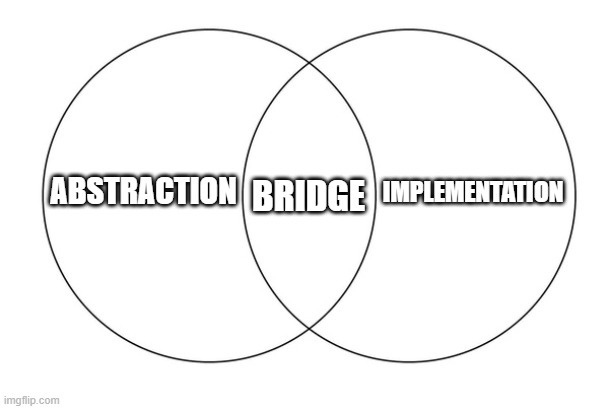 ABSTRACTION
BRIDGE
IMPLEMENTATION
imgflip.com